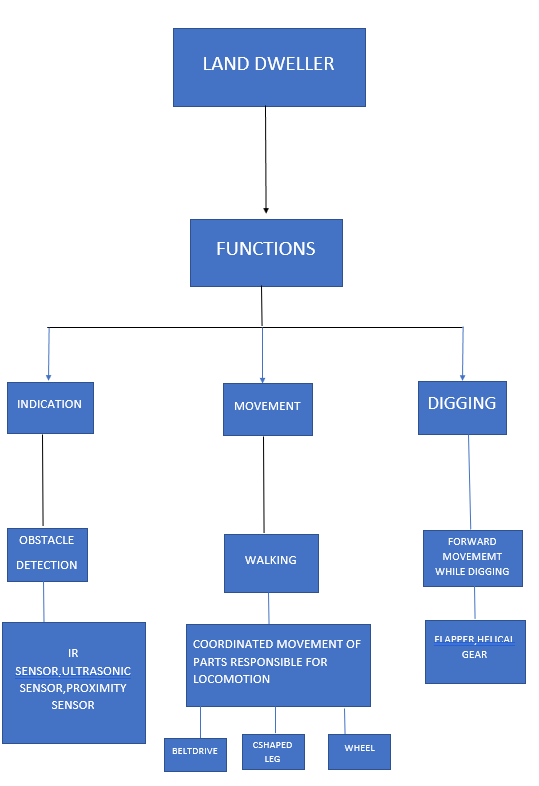 LAND DWELLER
FUNCTIONS
INDICATION
MOVEMENT
DIGGING
OBSTACLE
DETECTION
WALKING
FORWARD
MOVEMEMT
WHILE DIGGING
IR
SENSOR,ULTRASONIC
SENSOR,PROXIMITY
SENSOR
COORDINATED MOVEMENT OF
PARTS RESPONSIBLE FOR
LOCOMOTION
FLAPPER,HELICAL
GEAR
BELTDRIVE
CSHAPED
LEG
WHEEL